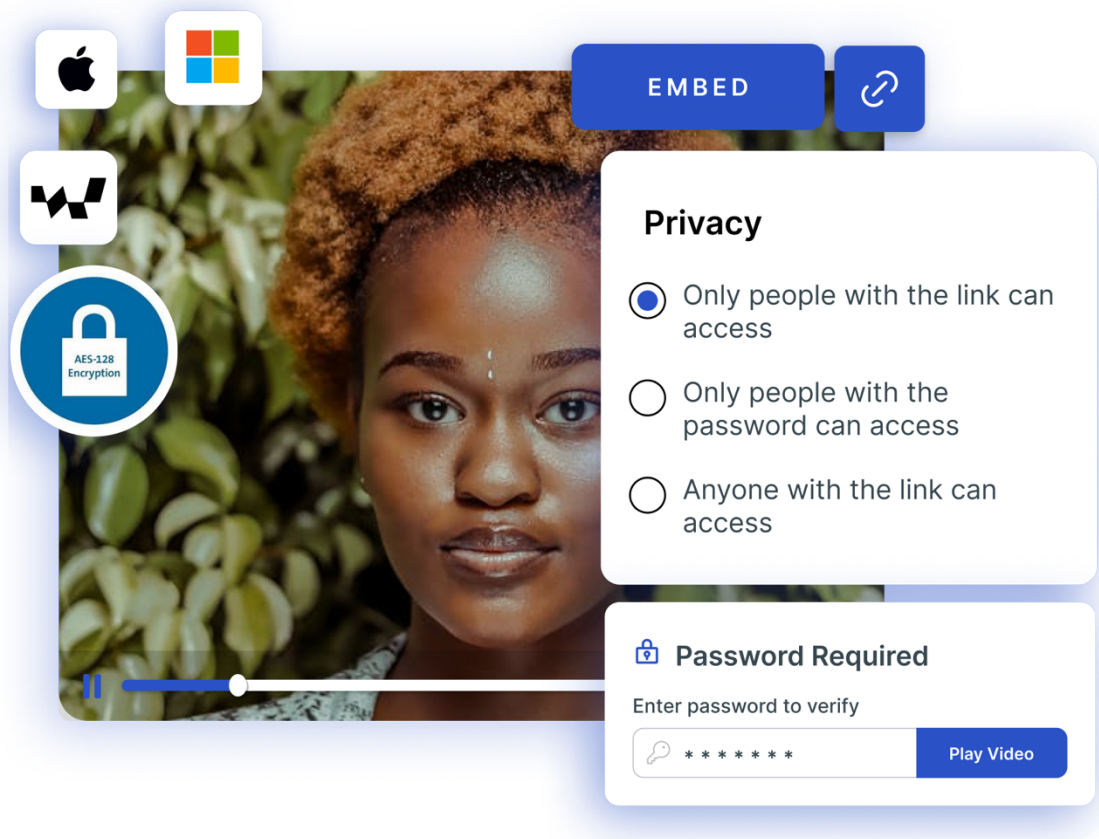 EMBED
Privacy
Only people with the link can
access
Only people with the
password can access
Anyone with the link can
access
AES-128
Encryption
Password Required
Enter password to verify
*******
Play Video